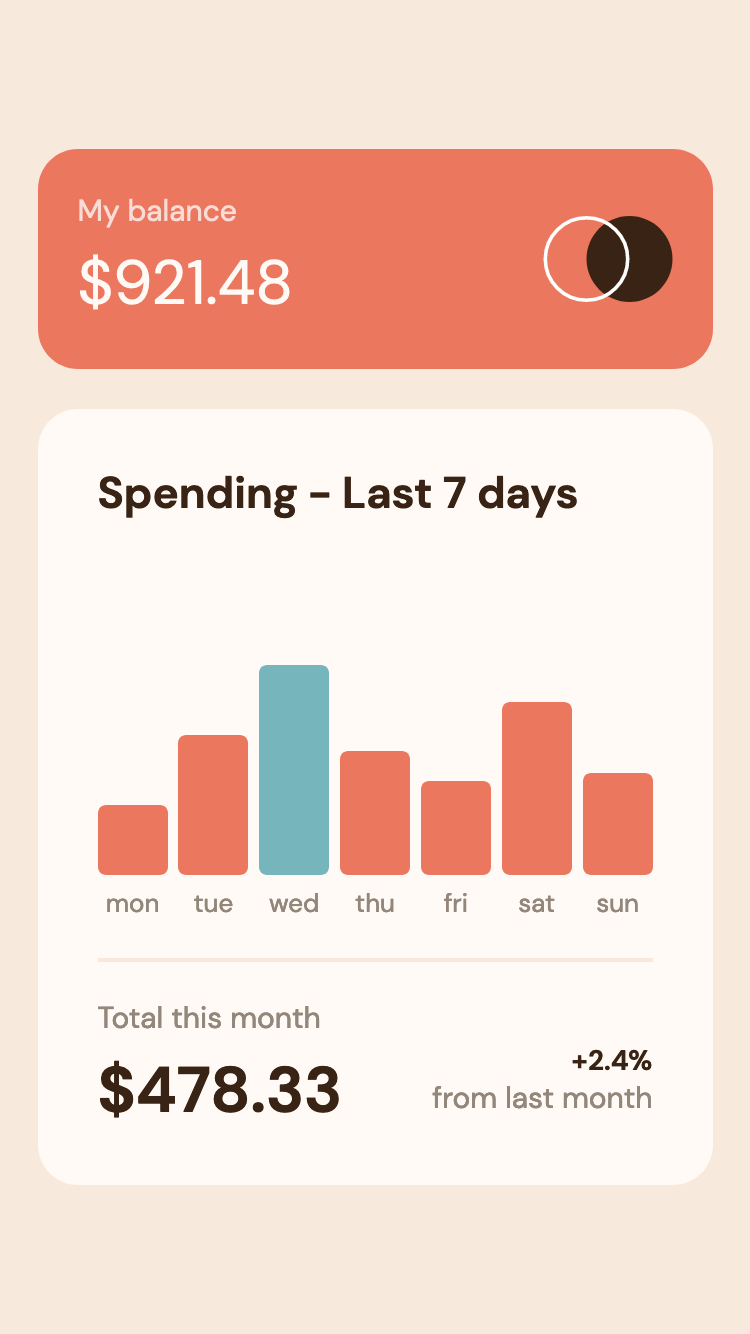 My balance
$921.48
Spending - Last 7 days
mon tue wed thu fri sat sun
Total this month
$478.33
+2.4%
from last month